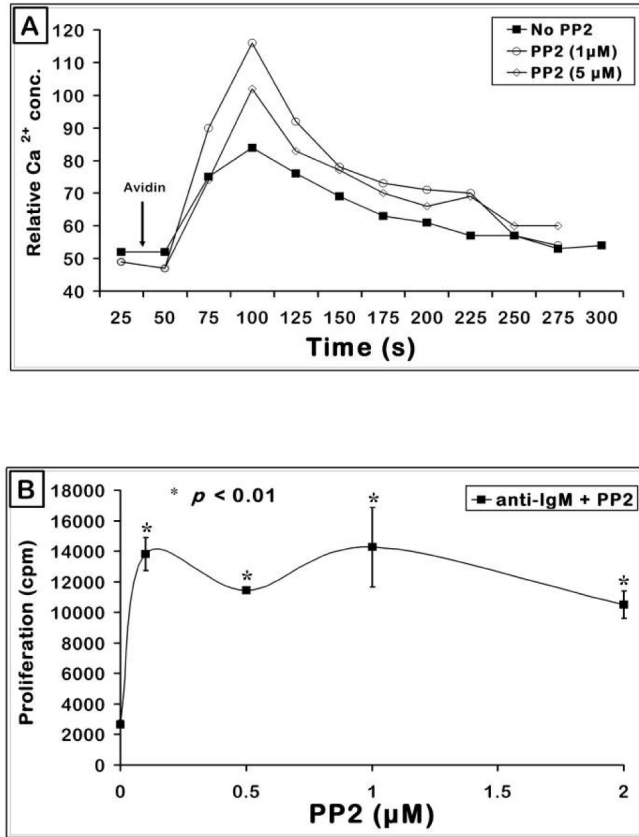 A
No PP2
PP2 (1µM)
PP2 (5 µM)
Relative Ca 2+ conc.
120
110
100
90
80
70
60
50
40
Avidin
25 50 75 100 125 150 175 200 225 250 275 300
Time (s)
B
* p < 0.01
anti-IgM + PP2
Proliferation (cpm)
18000
16000
14000
12000
10000
8000
6000
4000
2000
0
* * * *
0 0.5 1 2
PP2 (µM)